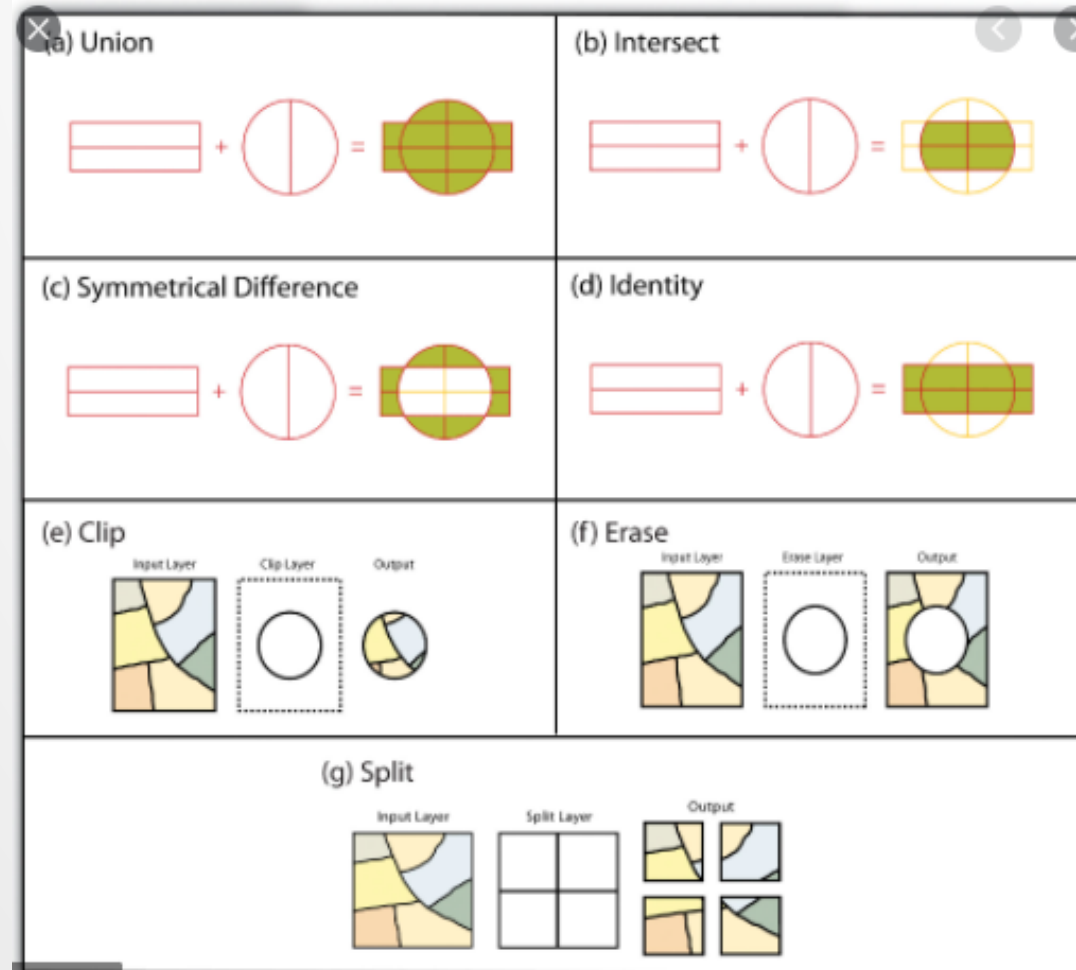 (a) Union
(b) Intersect
+ =
+ =
(c) Symmetrical Difference
(d) Identity
+ =
+ =
(e) Clip
Input Layer Clip Layer Output
(f) Erase
Input Layer Erase Layer Output
(g) Split
Input Layer Split Layer Output